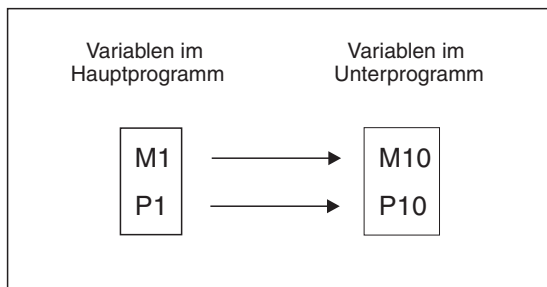 Variablen im
Hauptprogramm
Variablen im
Unterprogramm
M1
M10
P1
P10